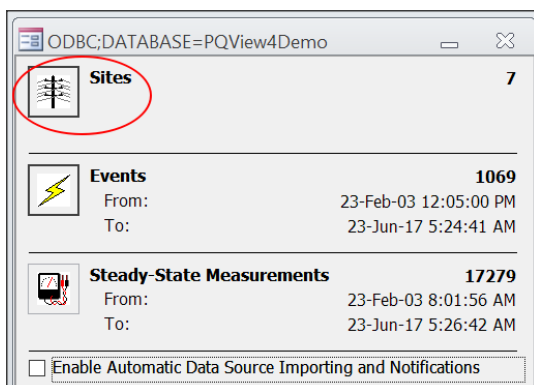 ODBC;DATABASE=PQView4Demo
Sites 7
Events 1069
From: 23-Feb-03 12:05:00 PM
To: 23-Jun-17 5:24:41 AM
Steady-State Measurements 17279
From: 23-Feb-03 8:01:56 AM
To: 23-Jun-17 5:26:42 AM
Enable Automatic Data Source Importing and Notifications